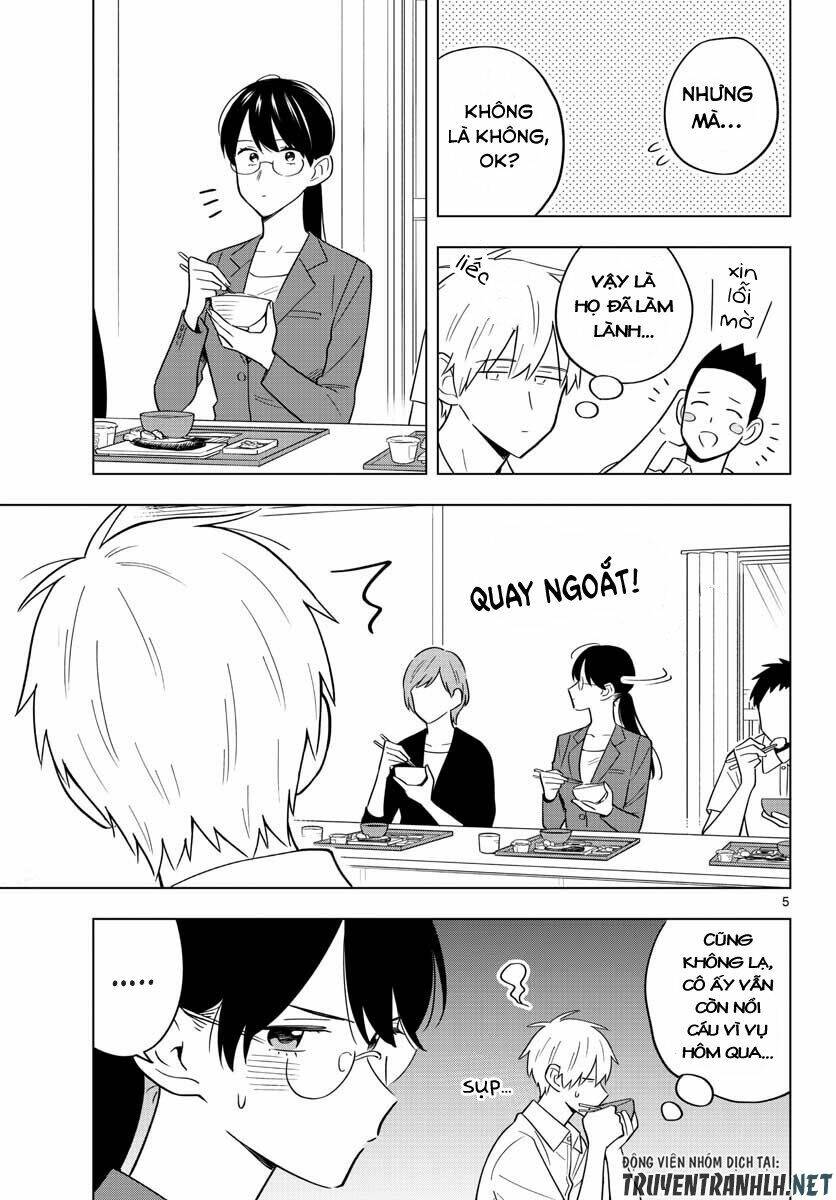 NHƯNG
MÀ...
KHÔNG
LÀ KHÔNG,
OK?
xin
lỗi
mờ
VẬY LÀ
HỌ ĐÃ LÀM
LÀNH...
liếc
QUAY NGOẮT!
5
CŨNG
KHÔNG LẠ,
CÔ ẤY VẪN
CÒN NỔI
CÁU VÌ VỤ
HÔM QUA...
SỤP...
.....
ĐỘNG VIÊN NHÓM DỊCH TẠI:
TRUYENTRANHLH.NET